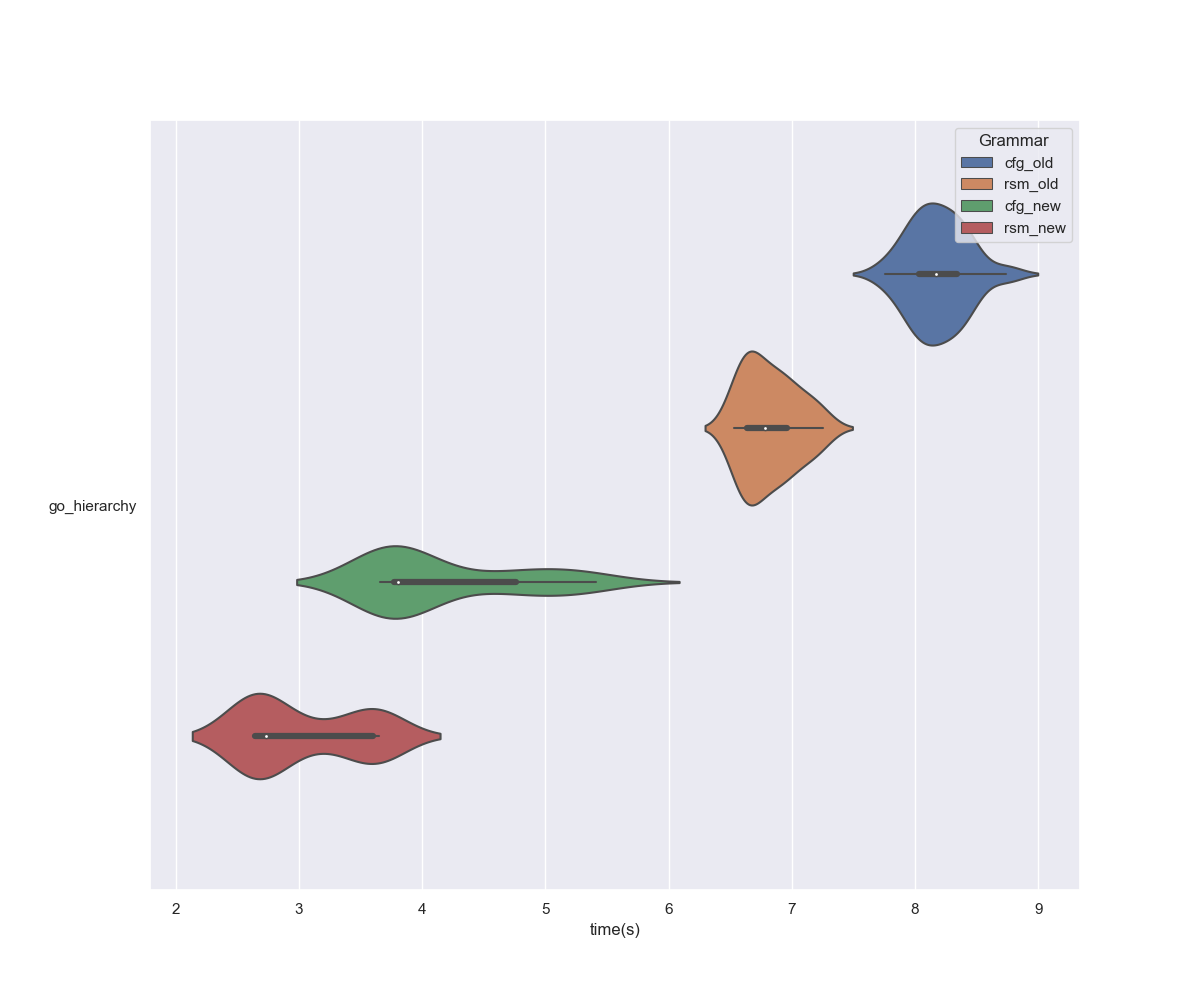 Grammar
cfg_old
rsm_old
cfg_new
rsm_new
go_hierarchy
2 3 4 5 6 7 8 9
time(s)